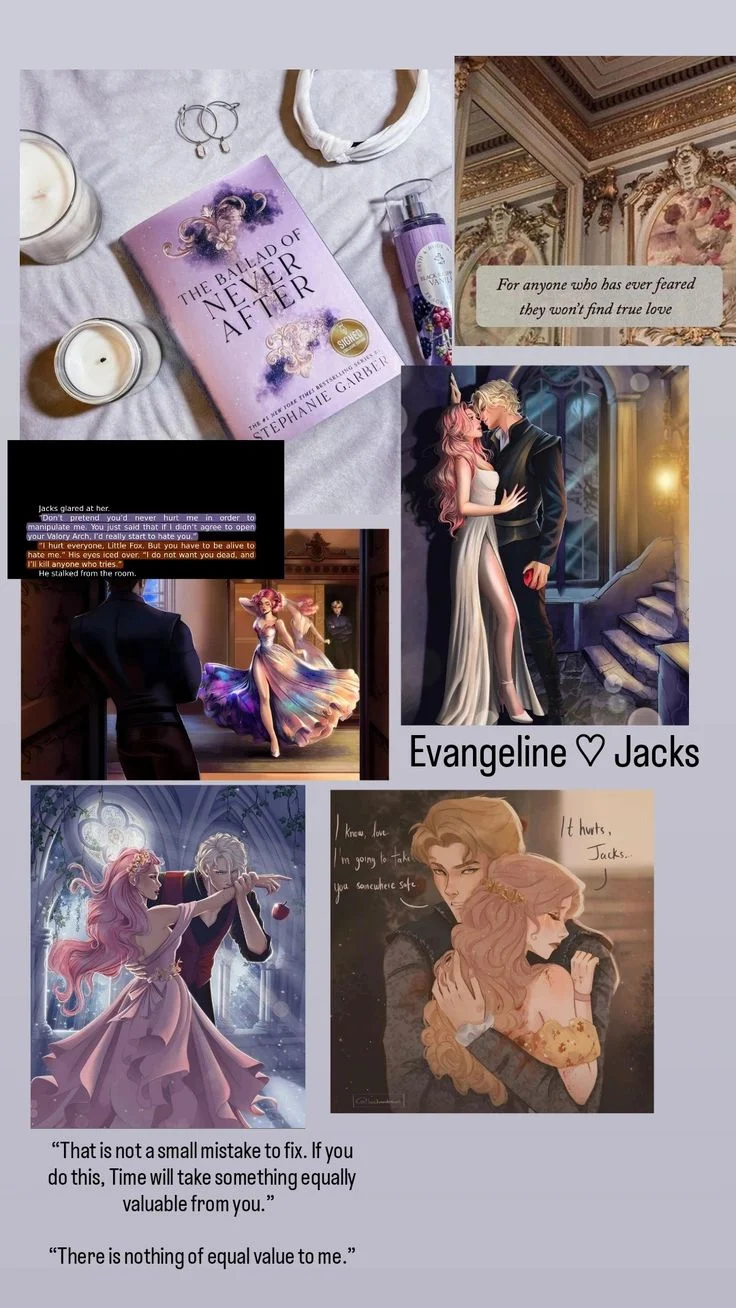 THE BALLAD OF
NEVER
AFTER
SIGNED
THE #1 NEW YORK TIMES BESTSELLING SERIES
STEPHANIE GARBER
BLACK
VANILLA
For anyone who has ever feared
they won't find true love
Jacks glared at her.
"Don't pretend you'd never hurt me in order to
manipulate me. You just said that if I didn't agree to open
your Valory Arch, I'd really start to hate you."
"I hurt everyone, Little Fox. But you have to be alive to
hate me." His eyes iced over. "I do not want you dead, and
I'll kill anyone who tries."
He stalked from the room.
Evangeline ♡ Jacks
I know, love
I'm going to take
you somewhere safe
It hurts,
Jacks...
“That is not a small mistake to fix. If you
do this, Time will take something equally
valuable from you.”
“There is nothing of equal value to me.”